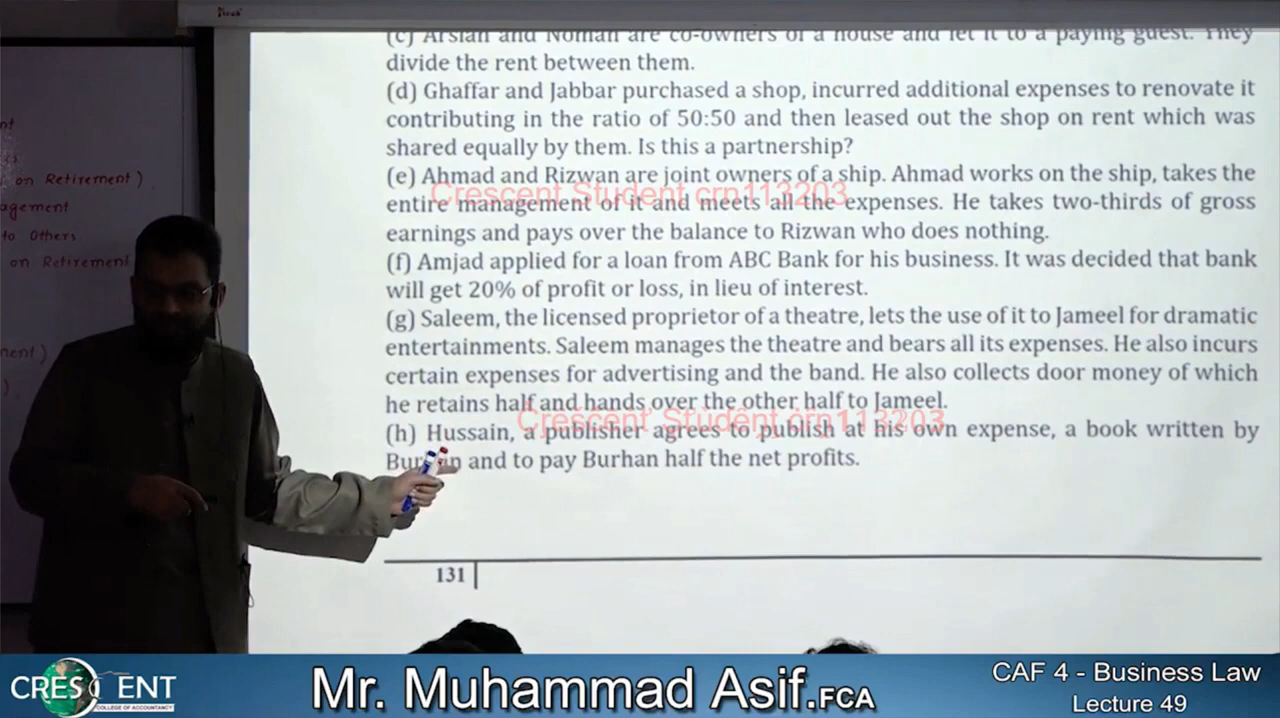 (c) Arslan and Noman are co-owners of a house and let it to a paying guest. They
divide the rent between them.
(d) Ghaffar and Jabbar purchased a shop, incurred additional expenses to renovate it
contributing in the ratio of 50:50 and then leased out the shop on rent which was
shared equally by them. Is this a partnership?
(e) Ahmad and Rizwan are joint owners of a ship. Ahmad works on the ship, takes the
Crescent Student crn113203
entire management of it and meets all the expenses. He takes two-thirds of gross
earnings and pays over the balance to Rizwan who does nothing.
(f) Amjad applied for a loan from ABC Bank for his business. It was decided that bank
will get 20% of profit or loss, in lieu of interest.
(g) Saleem, the licensed proprietor of a theatre, lets the use of it to Jameel for dramatic
entertainments. Saleem manages the theatre and bears all its expenses. He also incurs
certain expenses for advertising and the band. He also collects door money of which
he retains half and hands over the other half to Jameel.
Crescent Student crn113203
(h) Hussain, a publisher agrees to publish at his own expense, a book written by
and to pay Burhan half the net profits.
131
on Retirement)
agement
to Others
on Retirement
ment)
CRESCENT
COLLEGE OF ACCOUNTANCY
Mr. Muhammad Asif.FCA
CAF 4 - Business Law
Lecture 49